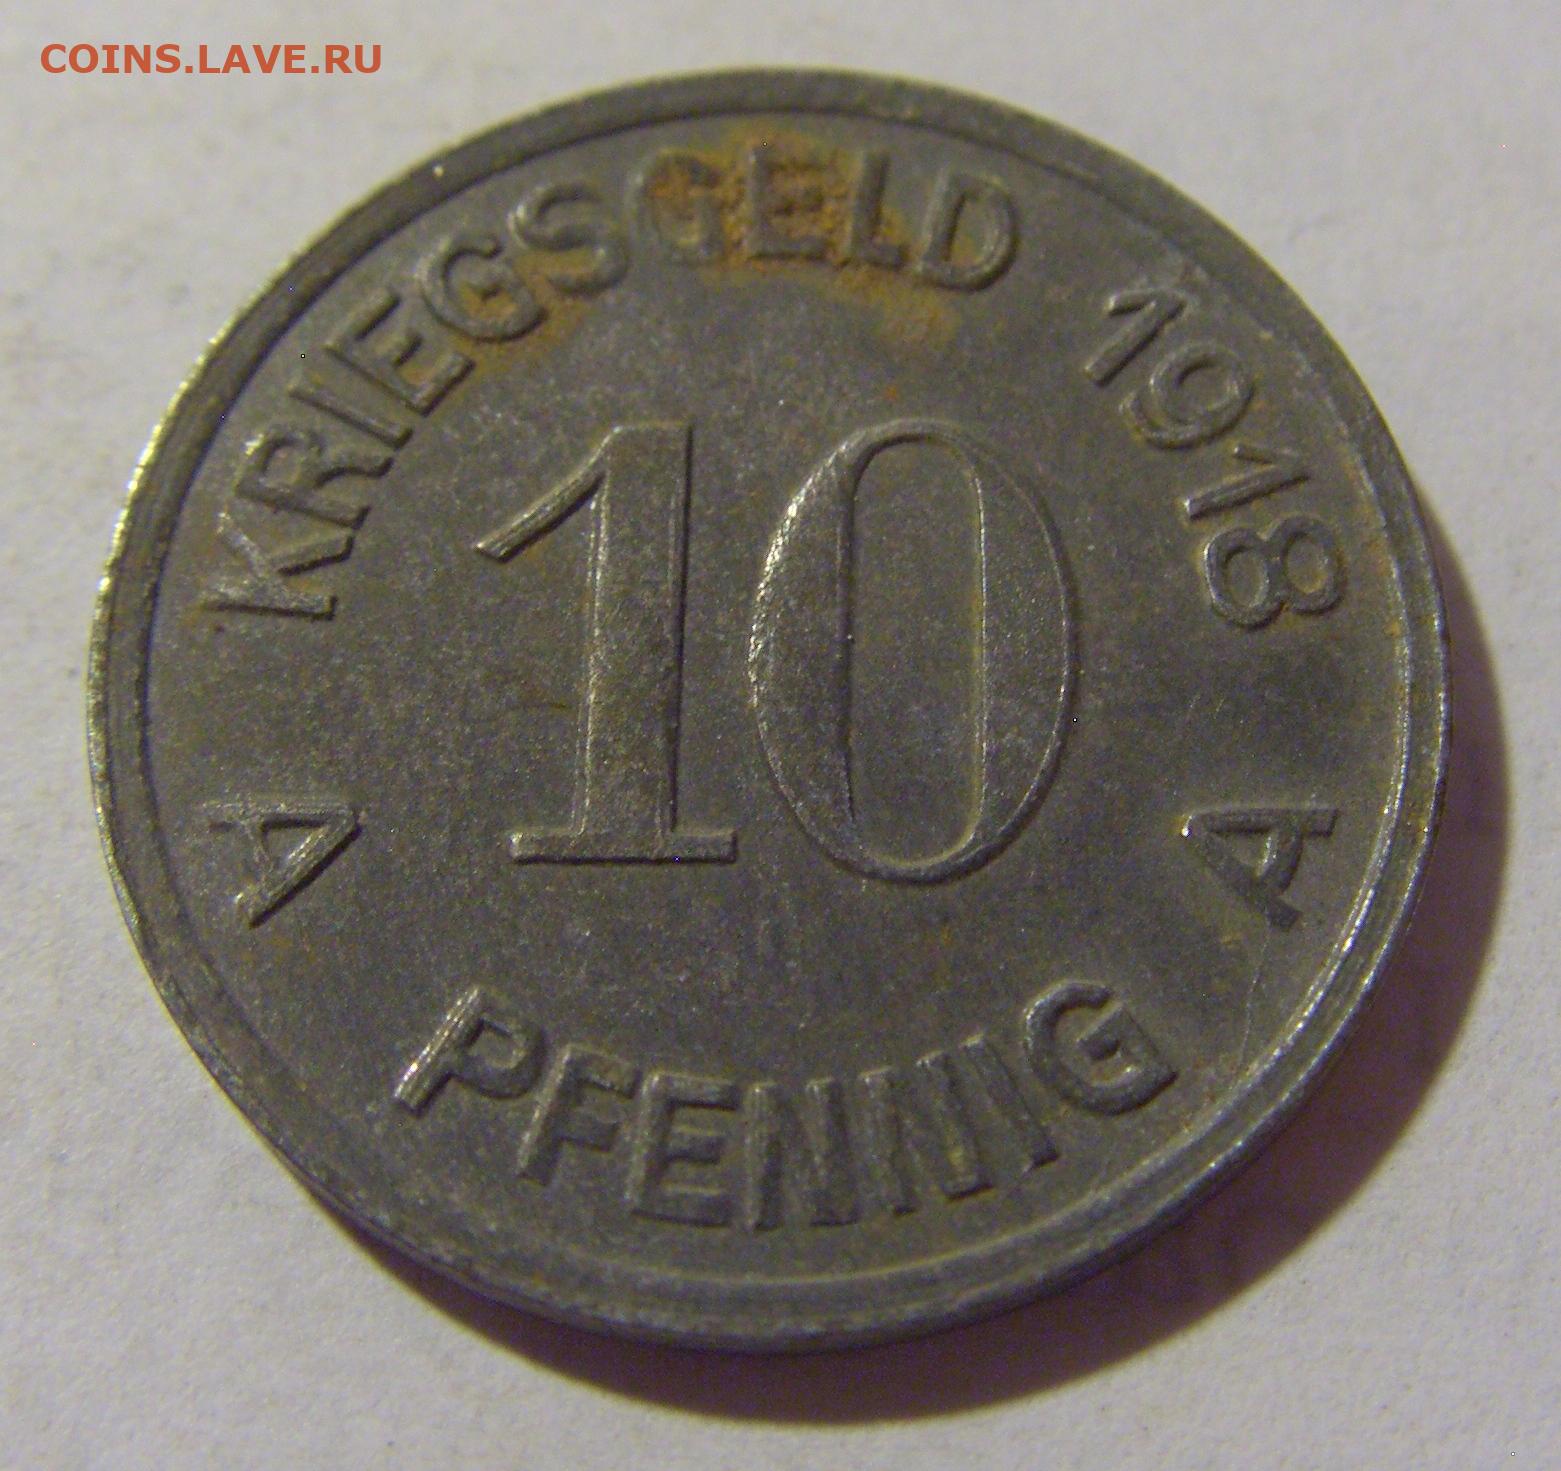 COINS.LAVE.RU
KRIEGSGELD 1918
10
A A
PFENNIG